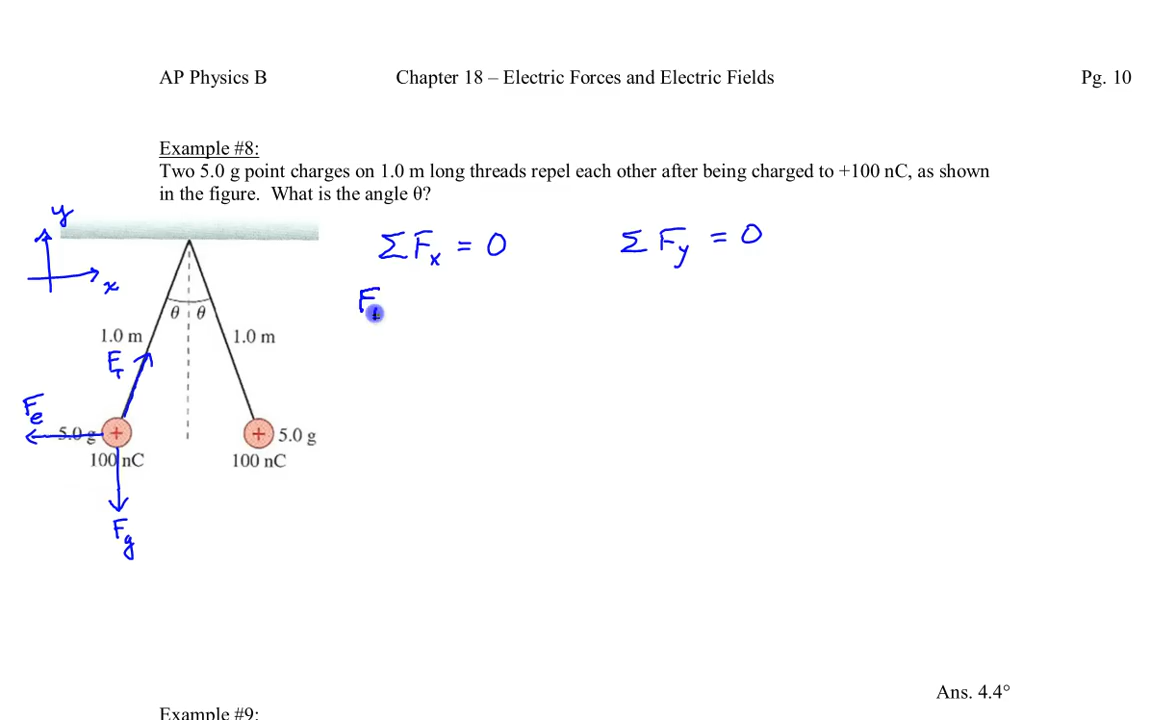 AP Physics B Chapter 18 – Electric Forces and Electric Fields Pg. 10
Example #8:
Two 5.0 g point charges on 1.0 m long threads repel each other after being charged to +100 nC, as shown
in the figure. What is the angle θ?
y
x
ΣFx = 0
ΣFy = 0
θ θ
1.0 m 1.0 m
FT
Ft
Fe
5.0 g + + 5.0 g
100 nC 100 nC
Fg
Ans. 4.4°
Example #9: